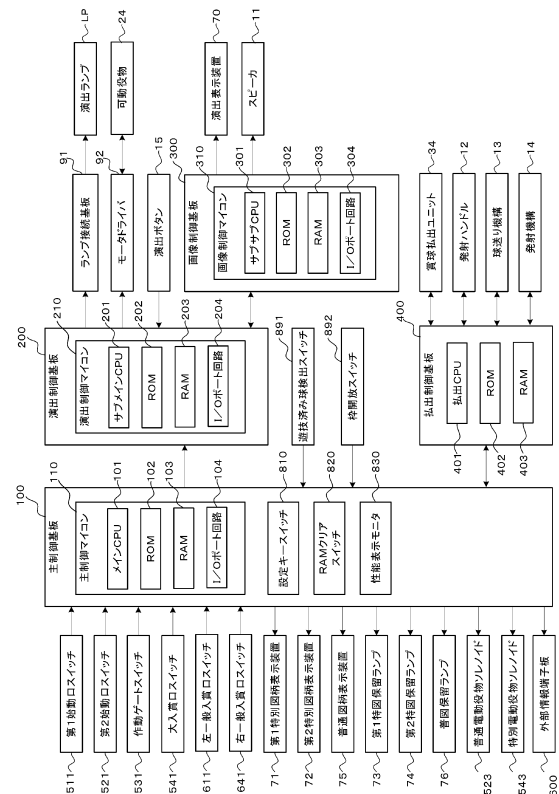 511
第1始動口スイッチ
521
第2始動口スイッチ
531
作動ゲートスイッチ
541
大入賞口スイッチ
611
左一般入賞口スイッチ
641
右一般入賞口スイッチ
71
第1特別図柄表示装置
72
第2特別図柄表示装置
75
普通図柄表示装置
73
第1特図保留ランプ
74
第2特図保留ランプ
76
普図保留ランプ
523
普通電動役物ソレノイド
543
特別電動役物ソレノイド
600
外部情報端子板
100
主制御基板
110
主制御マイコン
101
メインCPU
102
ROM
103
RAM
104
I/Oポート回路
810
設定キースイッチ
820
RAMクリア
スイッチ
830
性能表示モニタ
891
遊技済み球検出スイッチ
892
枠開放スイッチ
200
演出制御基板
210
演出制御マイコン
201
サブメインCPU
202
ROM
203
RAM
204
I/Oポート回路
91
ランプ接続基板
LP
演出ランプ
92
モータドライバ
24
可動役物
15
演出ボタン
300
画像制御基板
310
画像制御マイコン
301
サブサブCPU
302
ROM
303
RAM
304
I/Oポート回路
70
演出表示装置
11
スピーカ
400
払出制御基板
401
払出CPU
402
ROM
403
RAM
34
賞球払出ユニット
12
発射ハンドル
13
球送り機構
14
発射機構